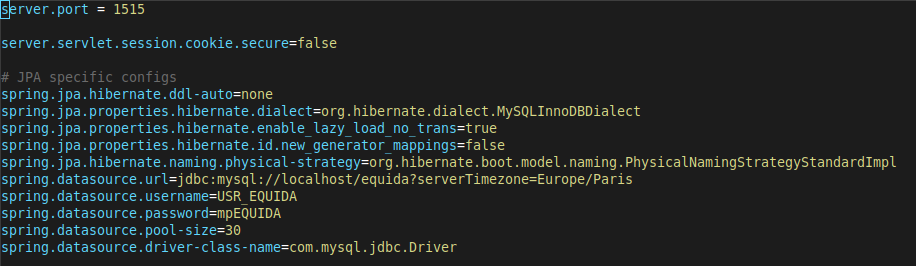 server.port = 1515
server.servlet.session.cookie.secure=false
# JPA specific configs
spring.jpa.hibernate.ddl-auto=none
spring.jpa.properties.hibernate.dialect=org.hibernate.dialect.MySQLInnoDBDialect
spring.jpa.properties.hibernate.enable_lazy_load_no_trans=true
spring.jpa.properties.hibernate.id.new_generator_mappings=false
spring.jpa.hibernate.naming.physical-strategy=org.hibernate.boot.model.naming.PhysicalNamingStrategyStandardImpl
spring.datasource.url=jdbc:mysql://localhost/equida?serverTimezone=Europe/Paris
spring.datasource.username=USR_EQUIDA
spring.datasource.password=mpEQUIDA
spring.datasource.pool-size=30
spring.datasource.driver-class-name=com.mysql.jdbc.Driver